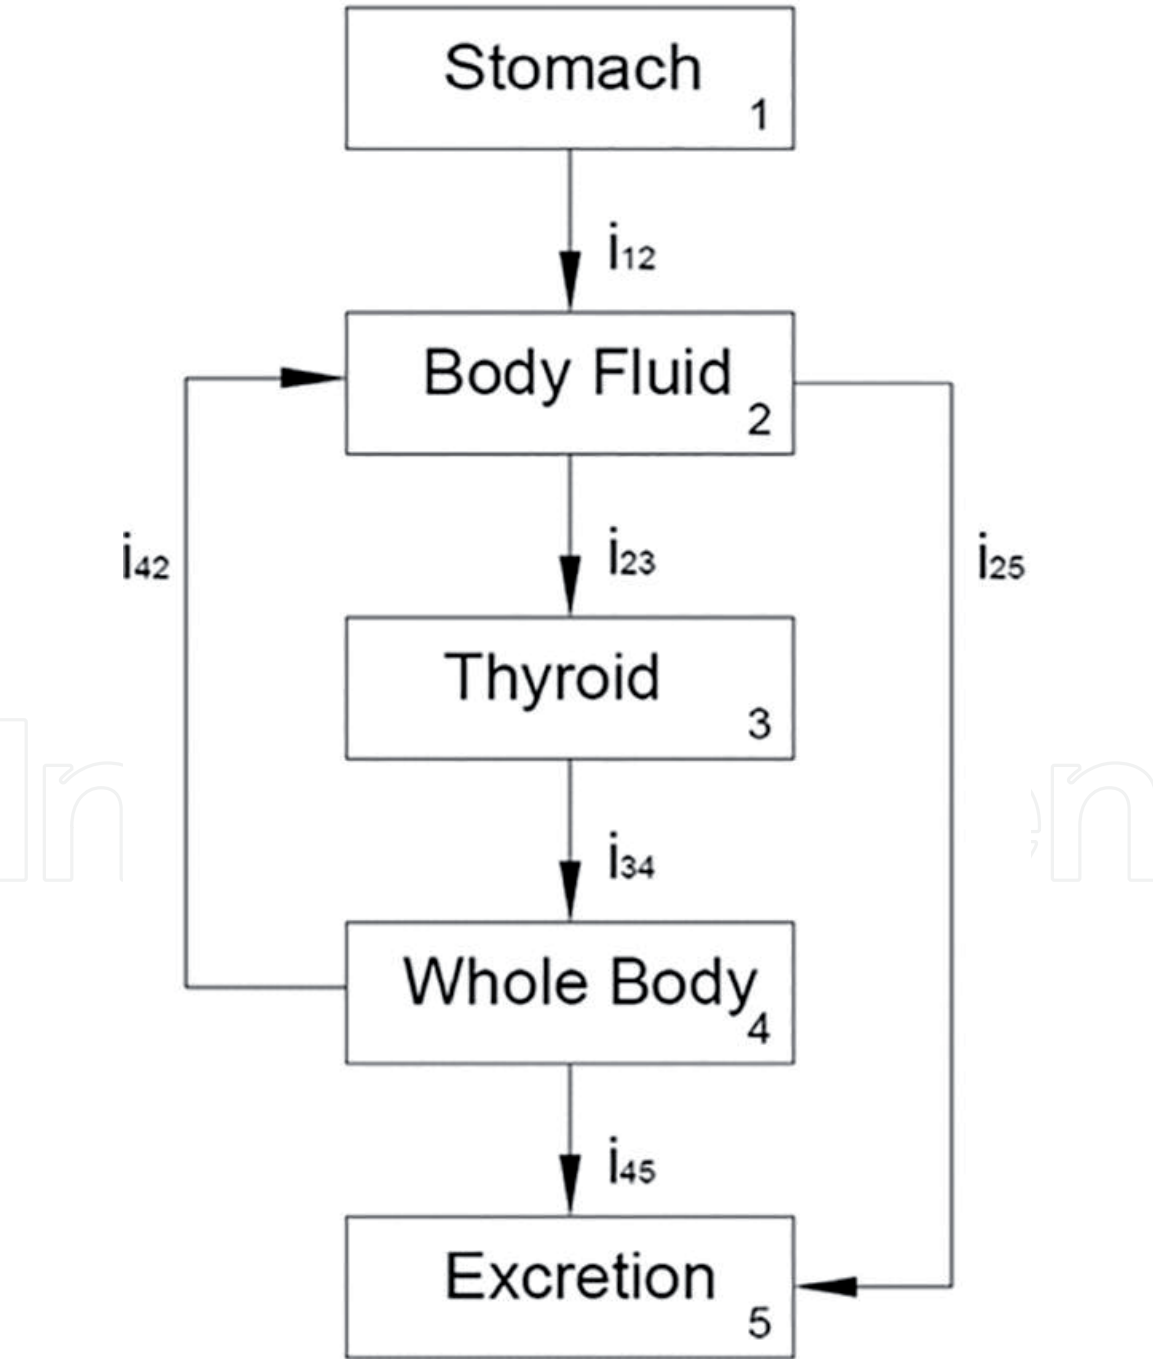 Stomach
1
i12
Body Fluid
2
i42
i23
i25
Thyroid
3
i34
Whole Body
4
i45
Excretion
5